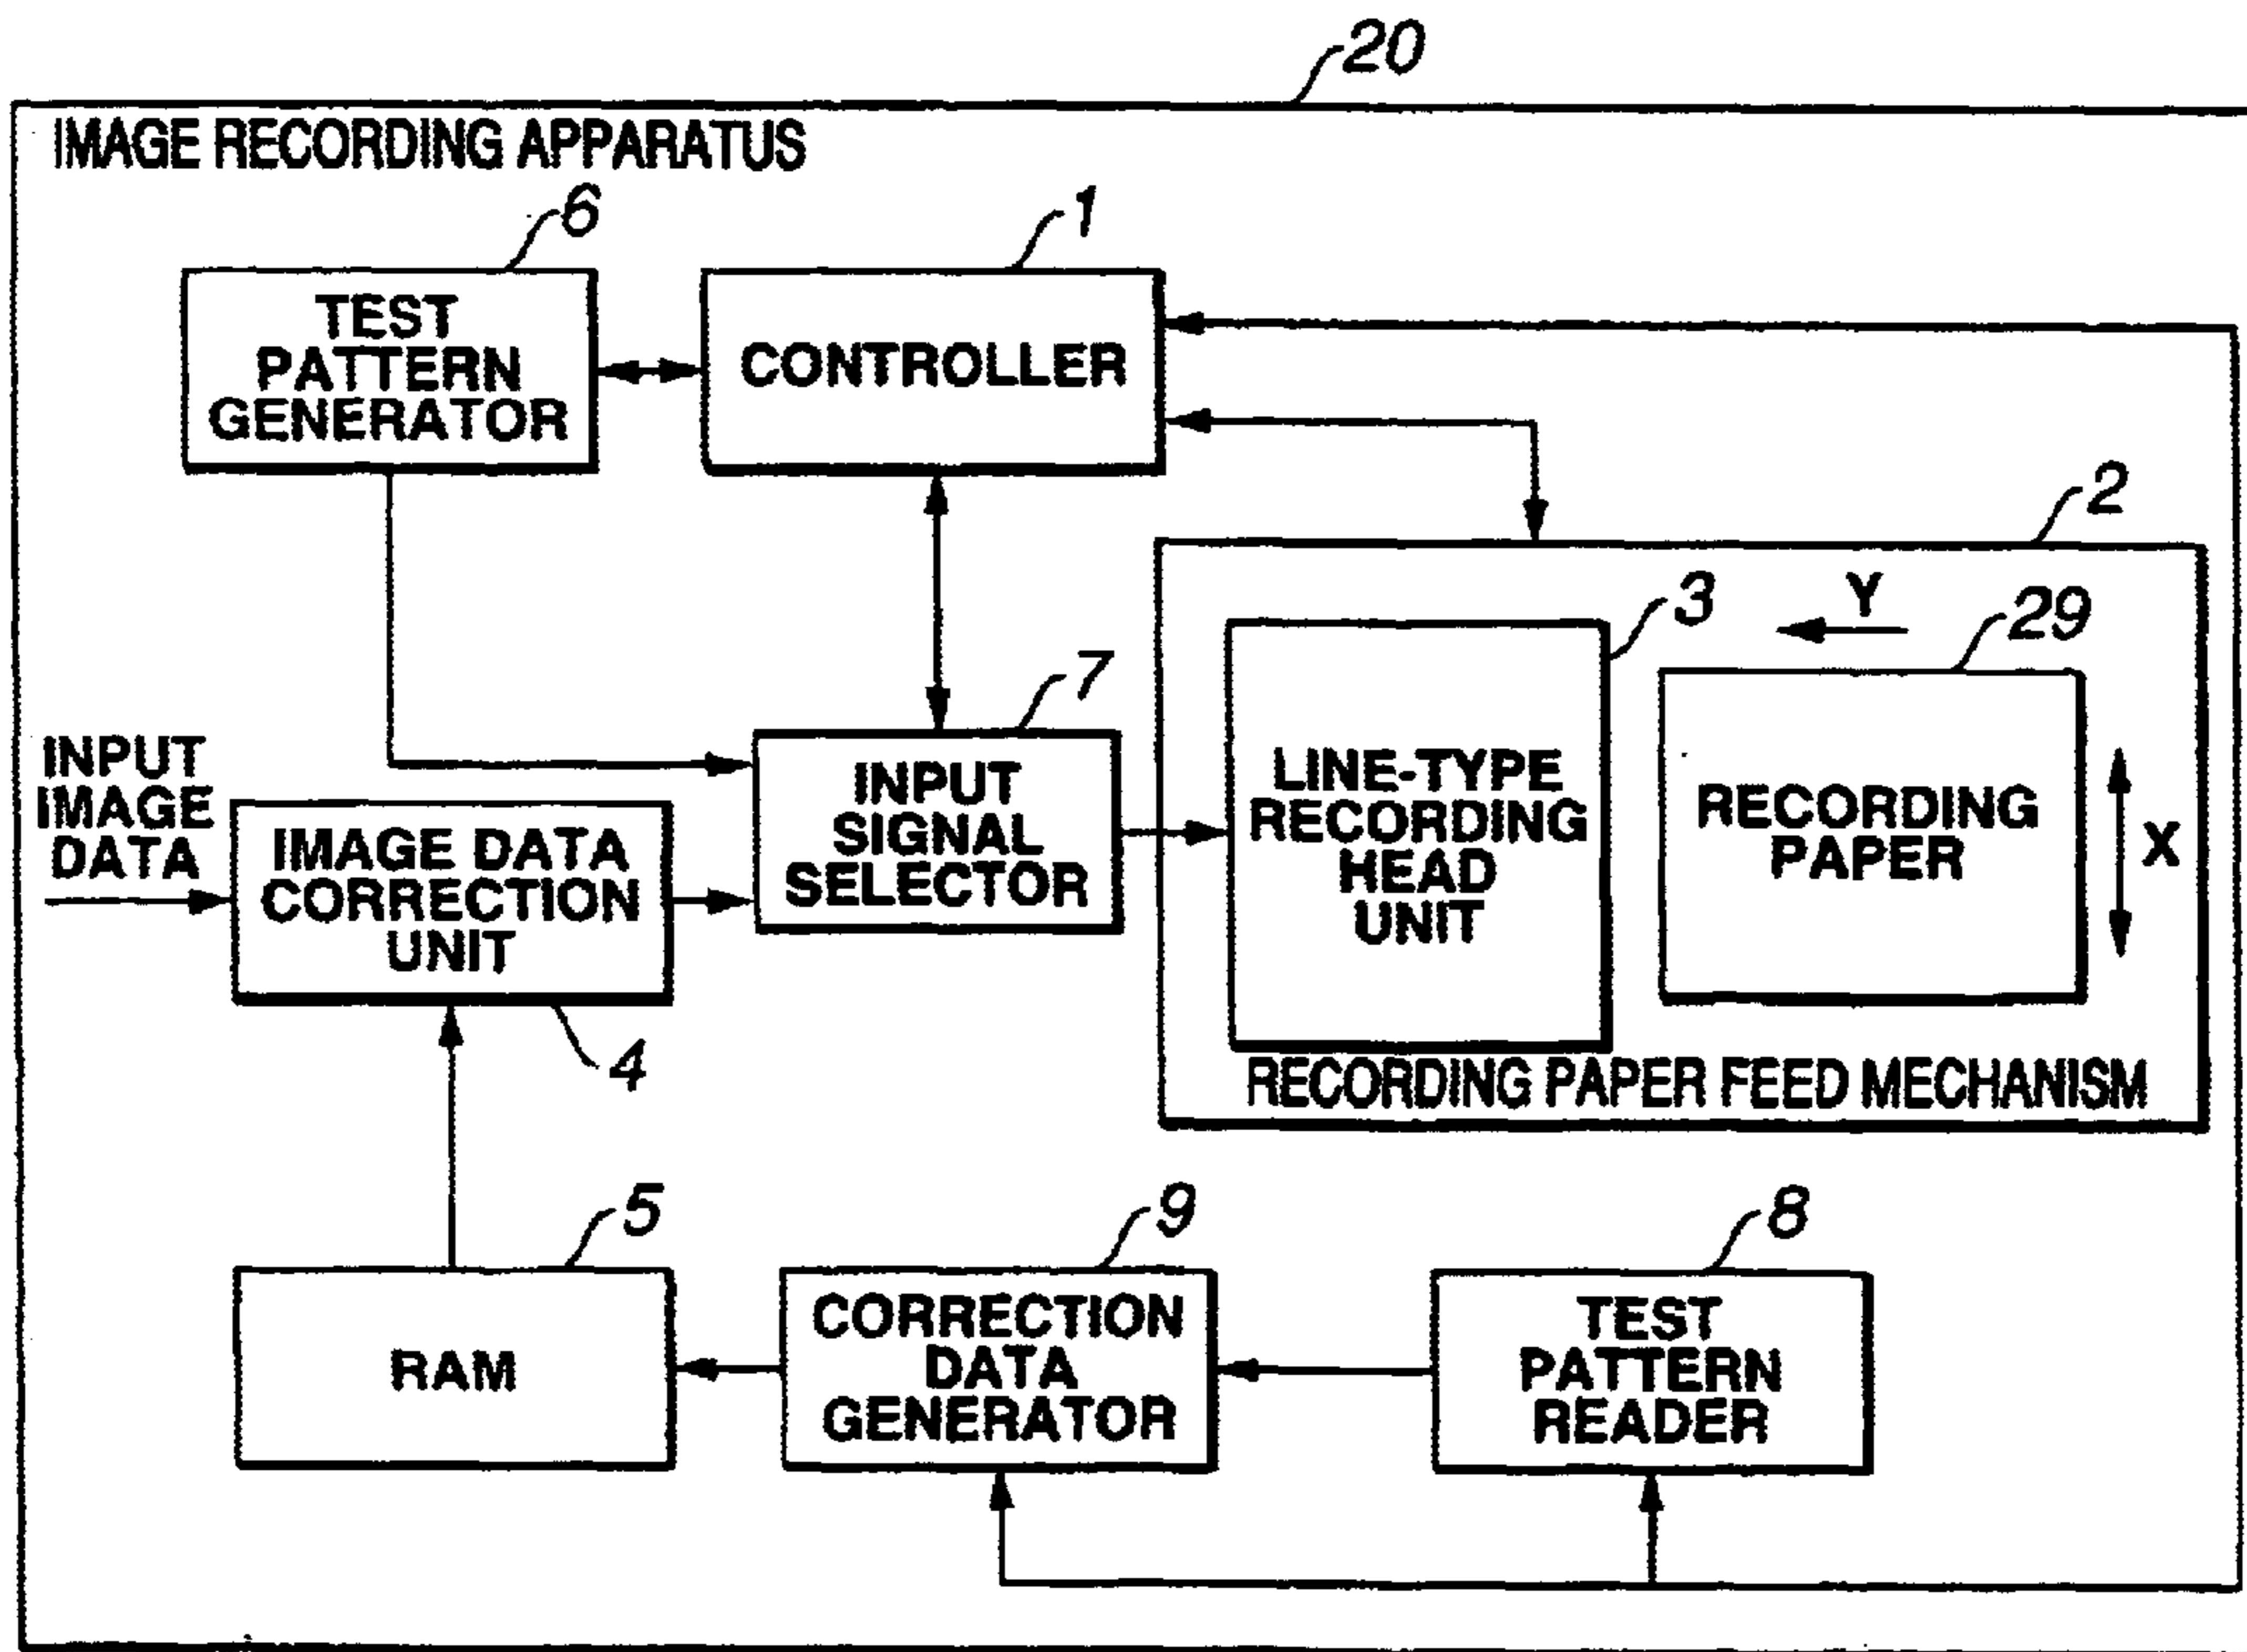 20
IMAGE RECORDING APPARATUS
6
1
TEST
PATTERN
GENERATOR
CONTROLLER
2
3
Y
29
7
INPUT
IMAGE
DATA
IMAGE DATA
CORRECTION
UNIT
4
INPUT
SIGNAL
SELECTOR
LINE-TYPE
RECORDING
HEAD
UNIT
RECORDING
PAPER
X
RECORDING PAPER FEED MECHANISM
5
9
8
RAM
CORRECTION
DATA
GENERATOR
TEST
PATTERN
READER